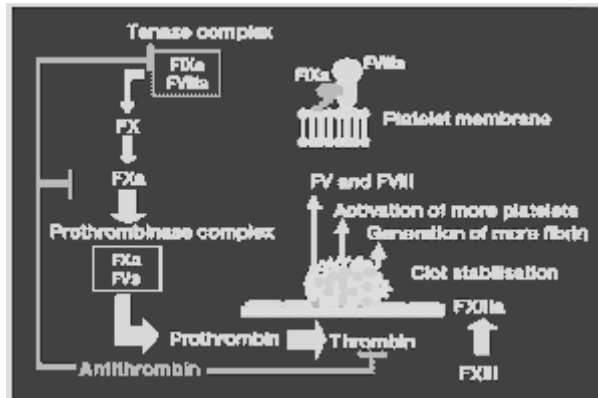 Tenase complex
FIXa
FVIIIa
FIXa
FVIIIa
Platelet membrane
FX
FXa
FV and FVIII
Activation of more platelets
Generation of more fibrin
Prothrombinase complex
FXa
FVa
Clot stabilisation
FXIIIa
Prothrombin
Thrombin
Antithrombin
FXIII